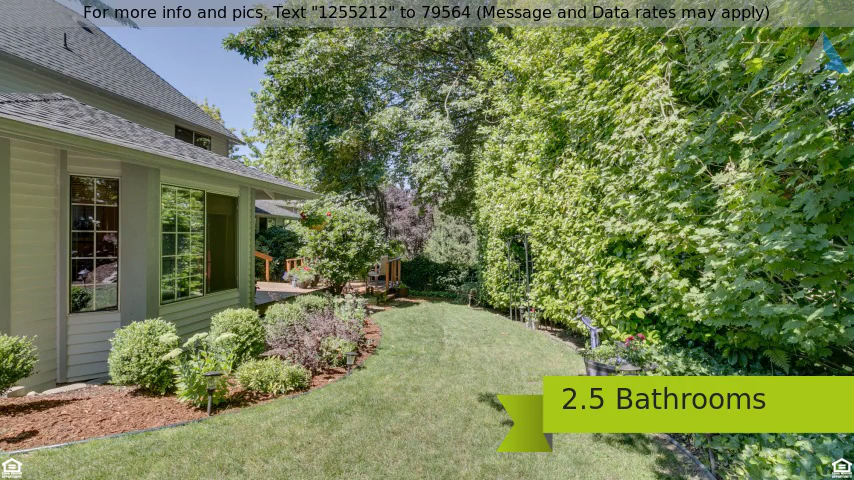 For more info and pics, Text "1255212" to 79564 (Message and Data rates may apply)
2.5 Bathrooms